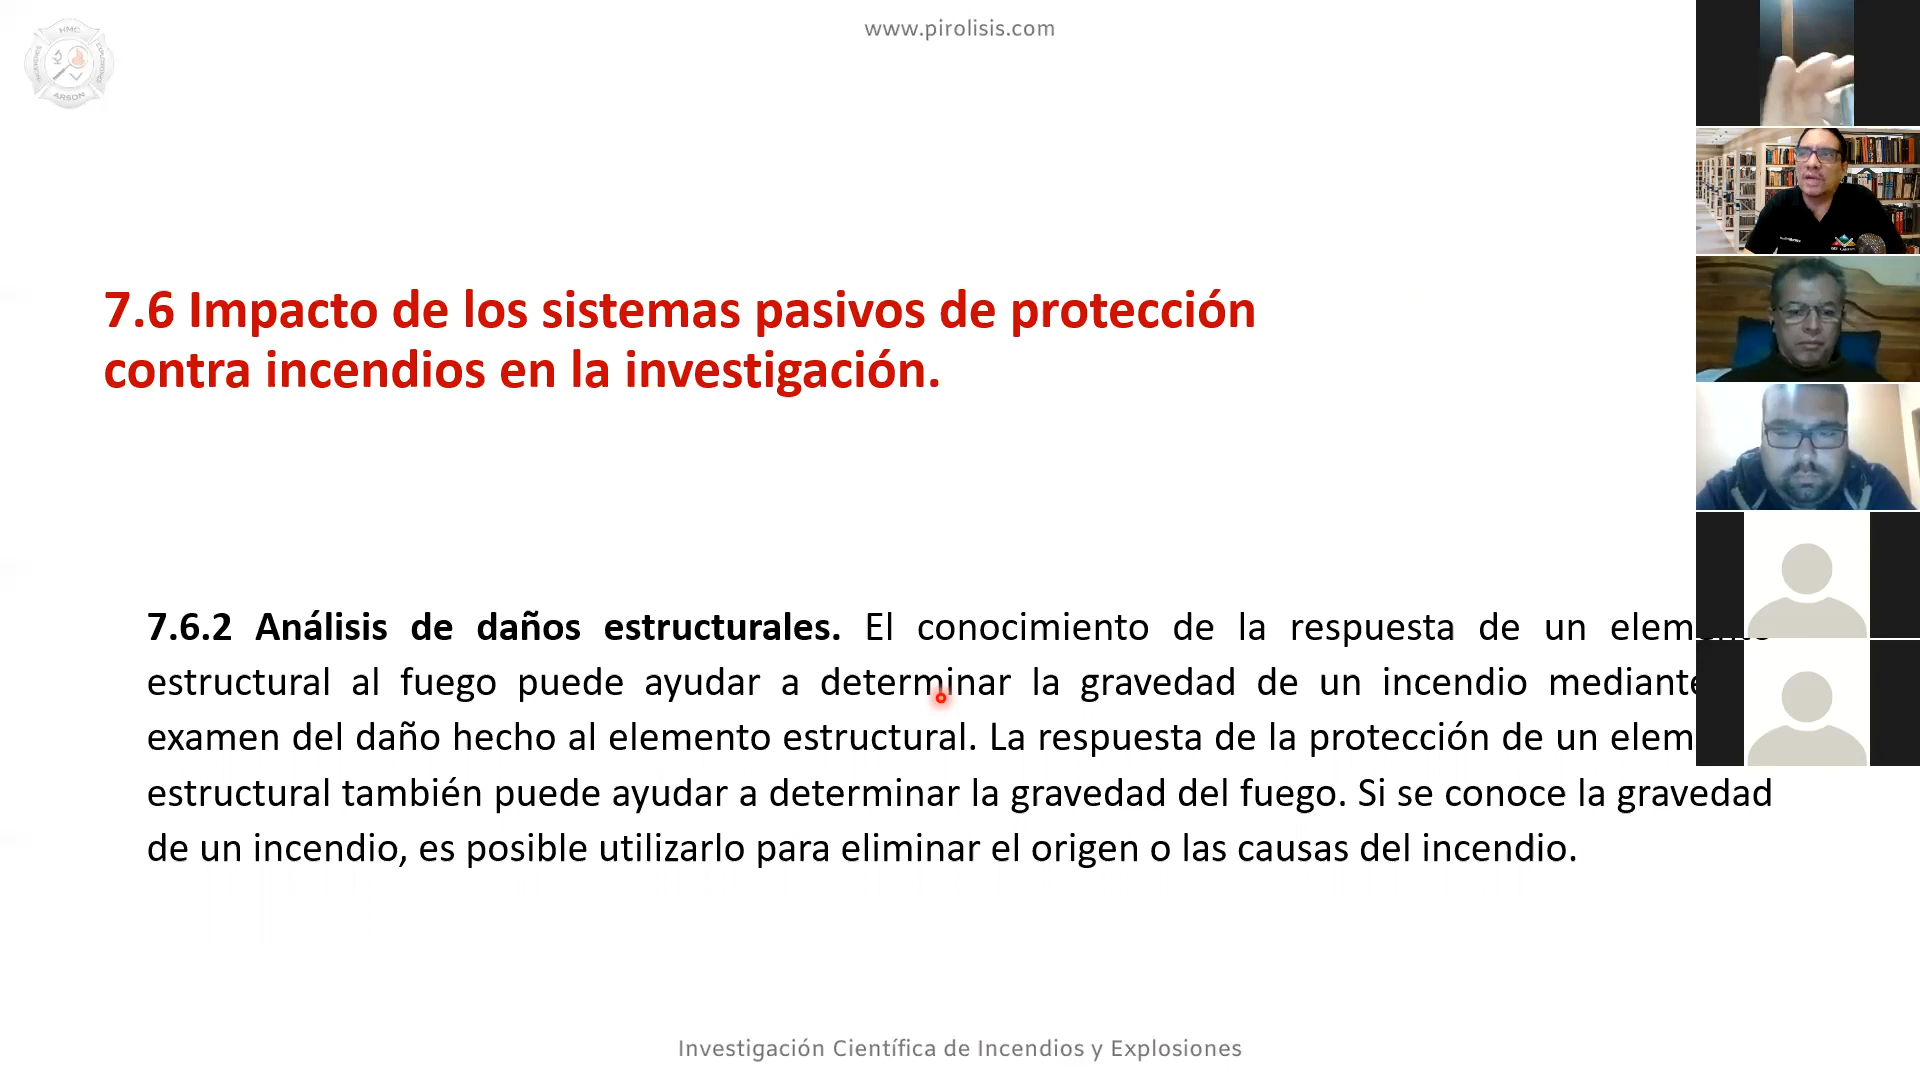 www.pirolisis.com
HMC
ARSON
7.6 Impacto de los sistemas pasivos de protección
contra incendios en la investigación.
7.6.2 Análisis de daños estructurales. El conocimiento de la respuesta de un
estructural al fuego puede ayudar a determinar la gravedad de un incendio mediante
examen del daño hecho al elemento estructural. La respuesta de la protección de un
estructural también puede ayudar a determinar la gravedad del fuego. Si se conoce la gravedad
de un incendio, es posible utilizarlo para eliminar el origen o las causas del incendio.
Investigación Científica de Incendios y Explosiones